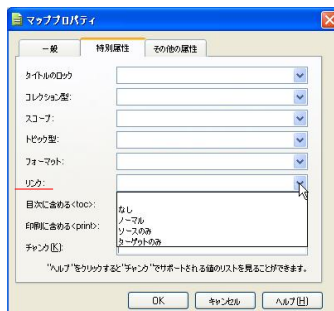 マッププロパティ
一般 特別属性 その他の属性
タイトルのロック
コレクション型:
スコープ:
トピック型:
フォーマット:
リンク:
なし
ノーマル
ソースのみ
ターゲットのみ
目次に含める<toc>:
印刷に含める<print>:
チャンク(K):
"ヘルプ"をクリックすると"チャンク"でサポートされる値のリストを見ることができます。
OK キャンセル ヘルプ(H)